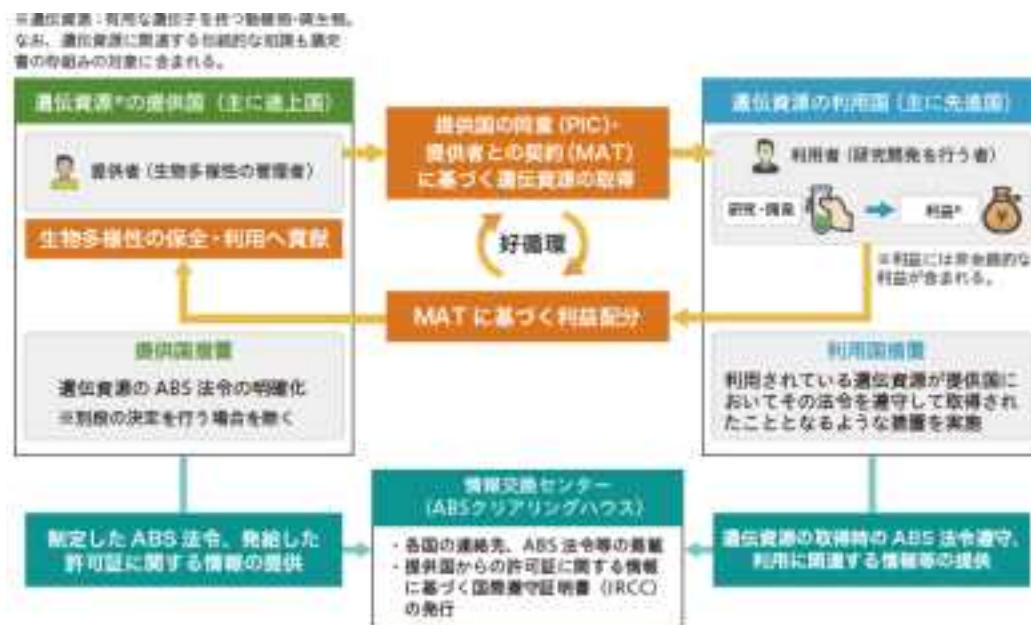 ※遺伝資源：有用な遺伝子を持つ動植物・微生物。
なお、遺伝資源に関連する伝統的な知識も議定
書の枠組みの対象に含まれる。
遺伝資源*の提供国（主に途上国）
提供者（生物多様性の管理者）
生物多様性の保全・利用へ貢献
提供国の同意（PIC）・
提供者との契約（MAT）
に基づく遺伝資源の取得
好循環
MATに基づく利益配分
遺伝資源の利用国（主に先進国）
利用者（研究開発を行う者）
研究・開発
利益*
※利益には非金銭的な
利益が含まれる。
提供国措置
遺伝資源のABS法令の明確化
※別段の決定を行う場合を除く
利用国措置
利用されている遺伝資源が提供国に
おいてその法令を遵守して取得され
たこととなるような措置を実施
制定したABS法令、発給した
許可証に関する情報の提供
情報交換センター
（ABSクリアリングハウス）
・各国の連絡先、ABS法令等の掲載
・提供国からの許可証に関する情報
に基づく国際遵守証明書（IRCC）
の発行
遺伝資源の取得時のABS法令遵守、
利用に関連する情報等の提供